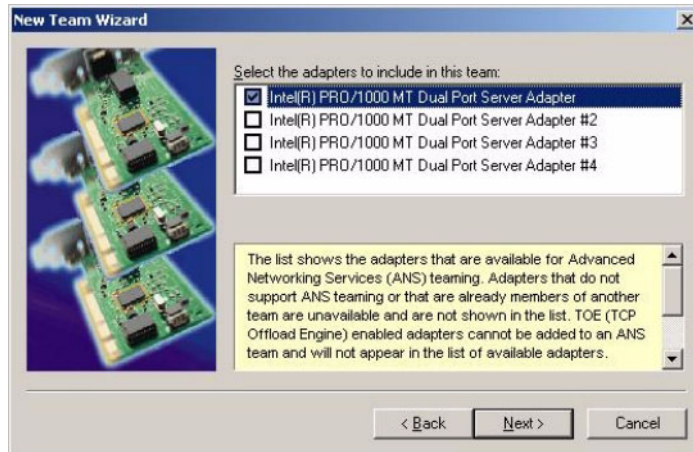 New Team Wizard
Select the adapters to include in this team:
Intel(R) PRO/1000 MT Dual Port Server Adapter
Intel(R) PRO/1000 MT Dual Port Server Adapter #2
Intel(R) PRO/1000 MT Dual Port Server Adapter #3
Intel(R) PRO/1000 MT Dual Port Server Adapter #4
The list shows the adapters that are available for Advanced
Networking Services (ANS) teaming. Adapters that do not
support ANS teaming or that are already members of another
team are unavailable and are not shown in the list. TOE (TCP
Offload Engine) enabled adapters cannot be added to an ANS
team and will not appear in the list of available adapters.
< Back
Next >
Cancel